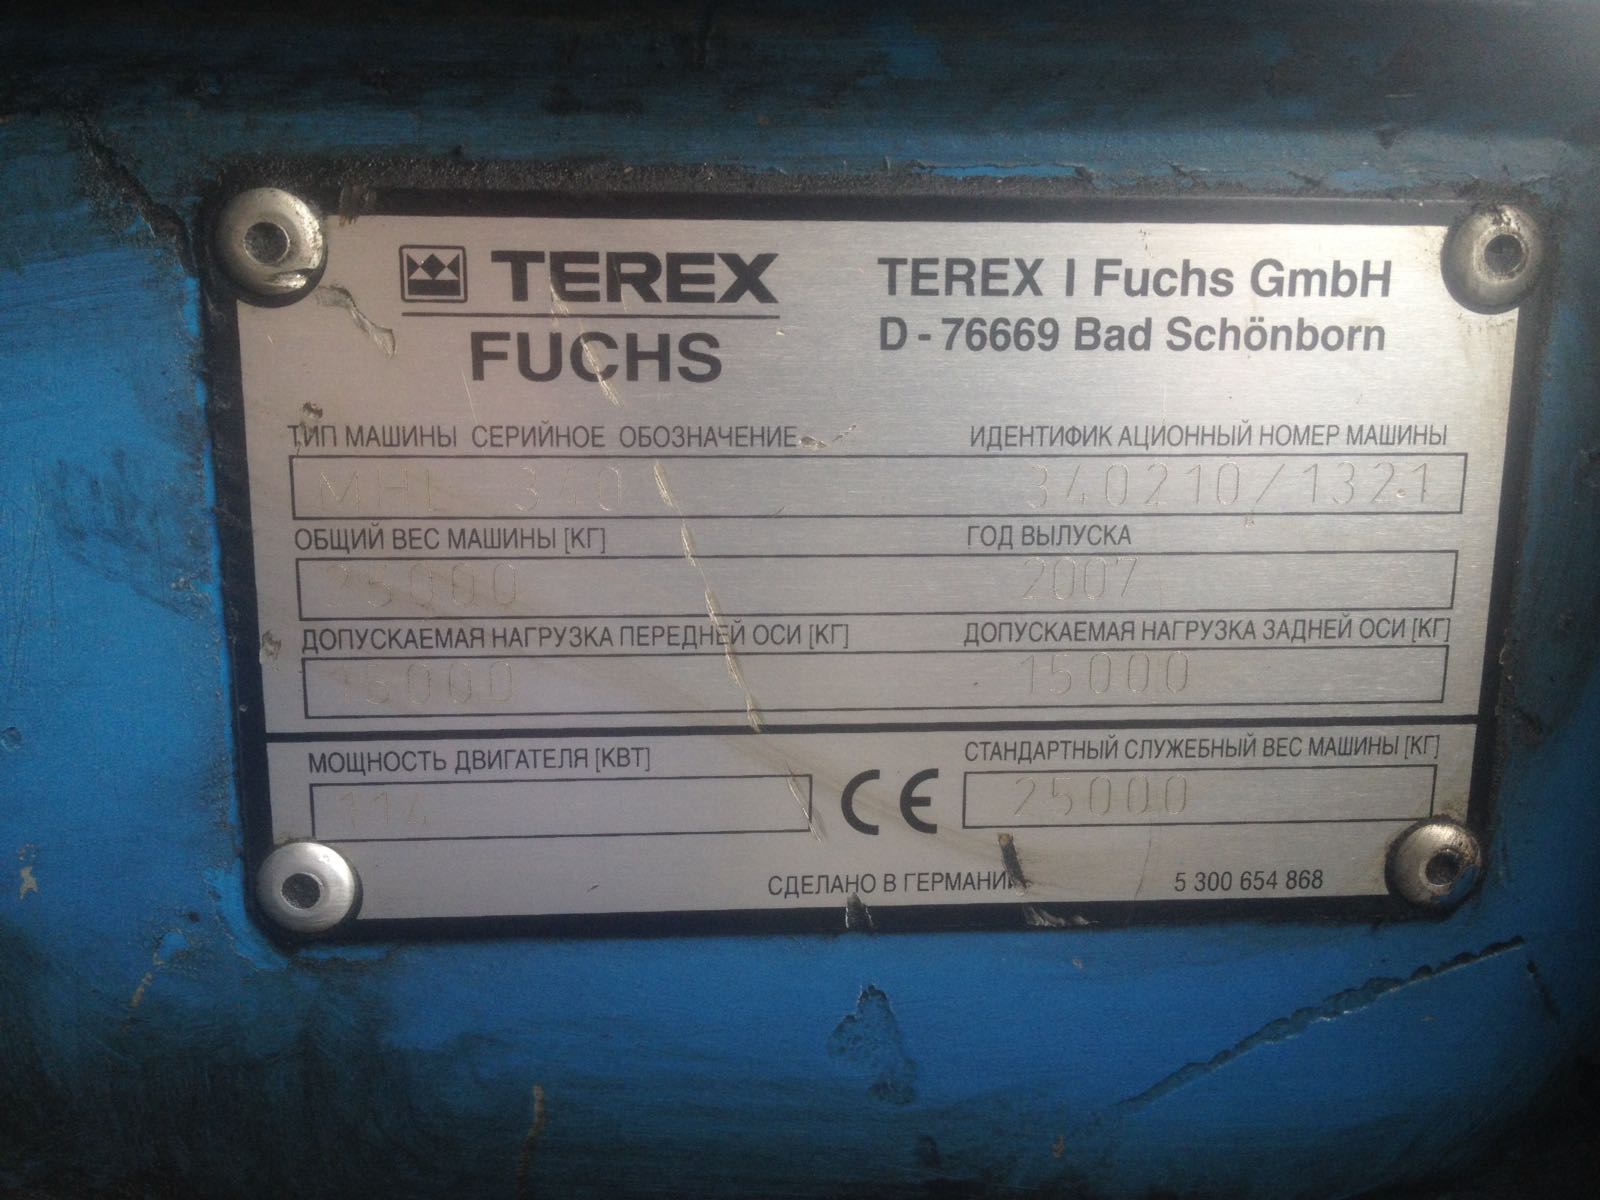 TEREX
FUCHS
TEREX I Fuchs GmbH
D - 76669 Bad Schönborn
ТИП МАШИНЫ СЕРИЙНОЕ ОБОЗНАЧЕНИЕ
ИДЕНТИФИК АЦИОННЫЙ НОМЕР МАШИНЫ
MHL 340
340210/1321
ОБЩИЙ ВЕС МАШИНЫ [КГ]
ГОД ВЫЛУСКА
25000
2007
ДОПУСКАЕМАЯ НАГРУЗКА ПЕРЕДНЕЙ ОСИ [КГ]
ДОПУСКАЕМАЯ НАГРУЗКА ЗАДНЕЙ ОСИ [КГ]
15000
15000
МОЩНОСТЬ ДВИГАТЕЛЯ [КВТ]
СТАНДАРТНЫЙ СЛУЖЕБНЫЙ ВЕС МАШИНЫ [КГ]
114
CE
25000
СДЕЛАНО В ГЕРМАНИИ
5 300 654 868